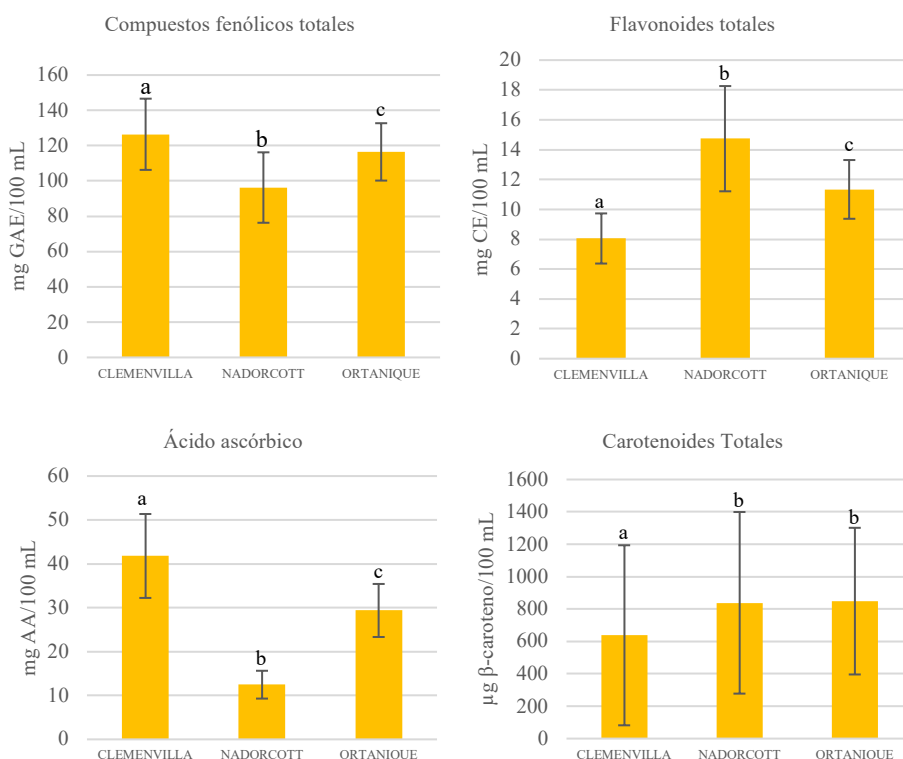 Compuestos fenólicos totales
mg GAE/100 mL
160
140
120
100
80
60
40
20
0
a
b
c
CLEMENVILLA NADORCOTT ORTANIQUE
Flavonoides totales
mg CE/100 mL
20
18
16
14
12
10
8
6
4
2
0
a
b
c
CLEMENVILLA NADORCOTT ORTANIQUE
Ácido ascórbico
mg AA/100 mL
60
50
40
30
20
10
0
a
b
c
CLEMENVILLA NADORCOTT ORTANIQUE
Carotenoides Totales
µg β-caroteno/100 mL
1600
1400
1200
1000
800
600
400
200
0
a
b
b
CLEMENVILLA NADORCOTT ORTANIQUE